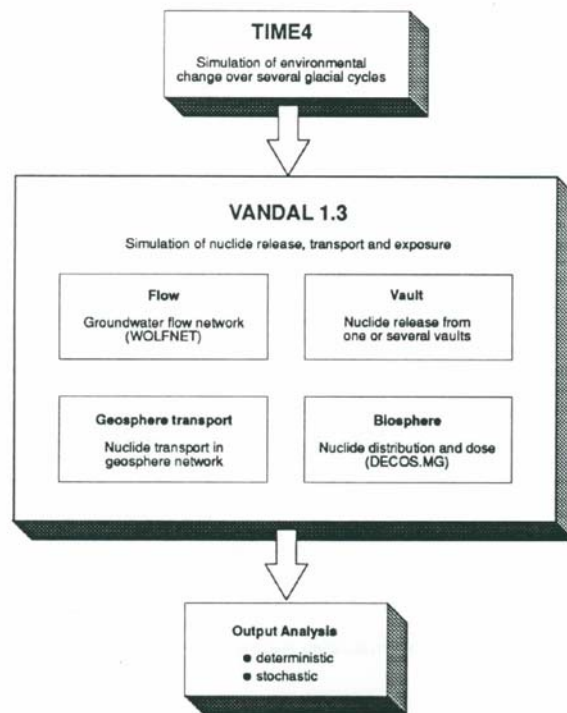 TIME4
Simulation of environmental
change over several glacial cycles
VANDAL 1.3
Simulation of nuclide release, transport and exposure
Flow
Groundwater flow network
(WOLFNET)
Vault
Nuclide release from
one or several vaults
Geosphere transport
Nuclide transport in
geosphere network
Biosphere
Nuclide distribution and dose
(DECOS.MG)
Output Analysis
● deterministic
● stochastic